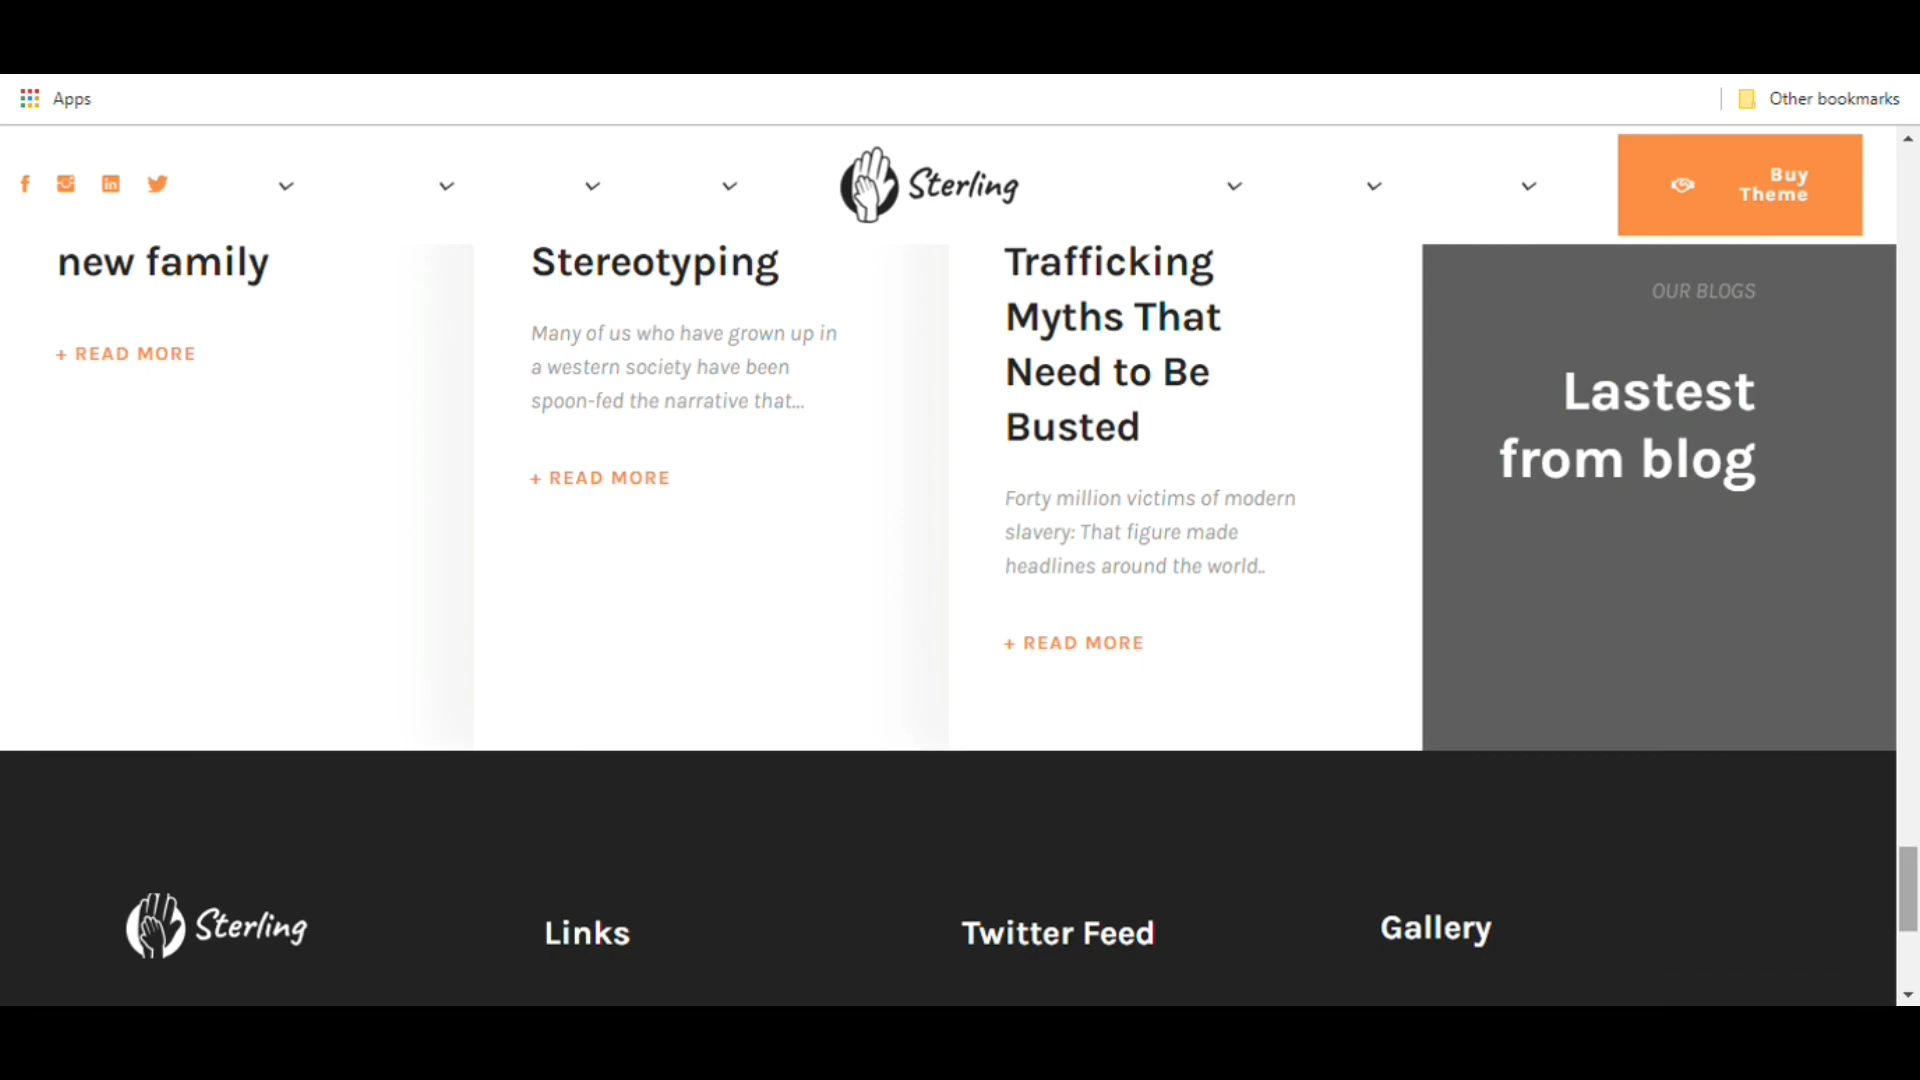 Apps
Other bookmarks
Sterling
Buy
Theme
new family
+ READ MORE
Stereotyping
Many of us who have grown up in
a western society have been
spoon-fed the narrative that...
+ READ MORE
Trafficking
Myths That
Need to Be
Busted
Forty million victims of modern
slavery: That figure made
headlines around the world..
+ READ MORE
OUR BLOGS
Lastest
from blog
Sterling
Links
Twitter Feed
Gallery